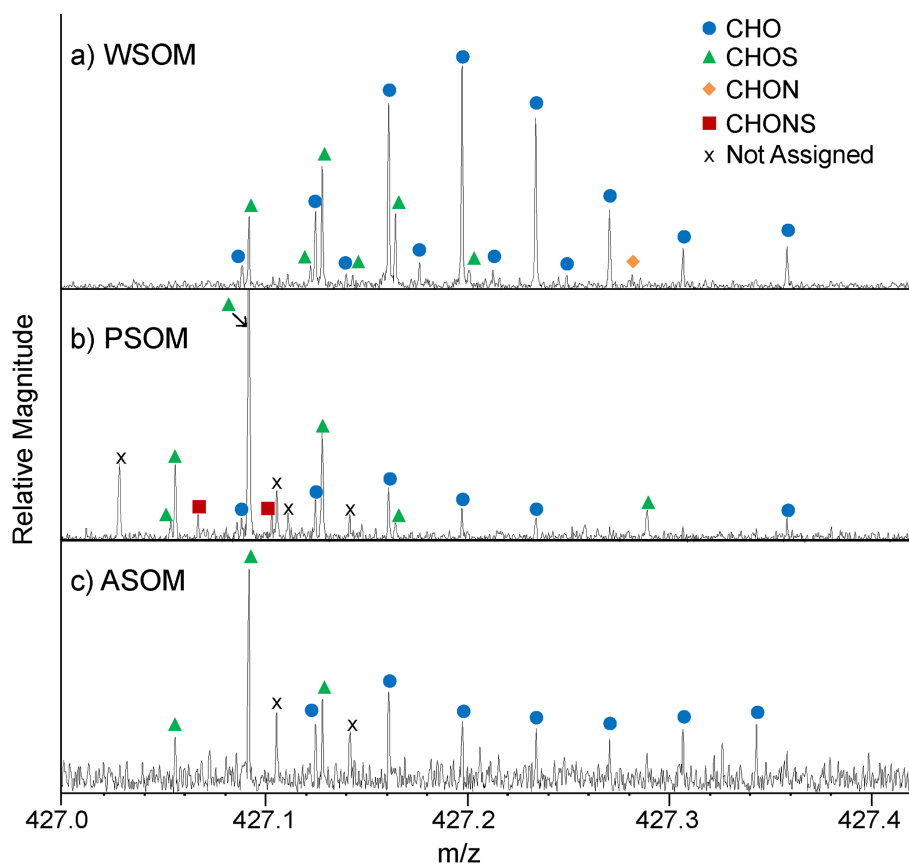 a) WSOM
CHO
CHOS
CHON
CHONS
x Not Assigned
b) PSOM
x
x
x
x
c) ASOM
x
x
Relative Magnitude
427.0 427.1 427.2 427.3 427.4
m/z